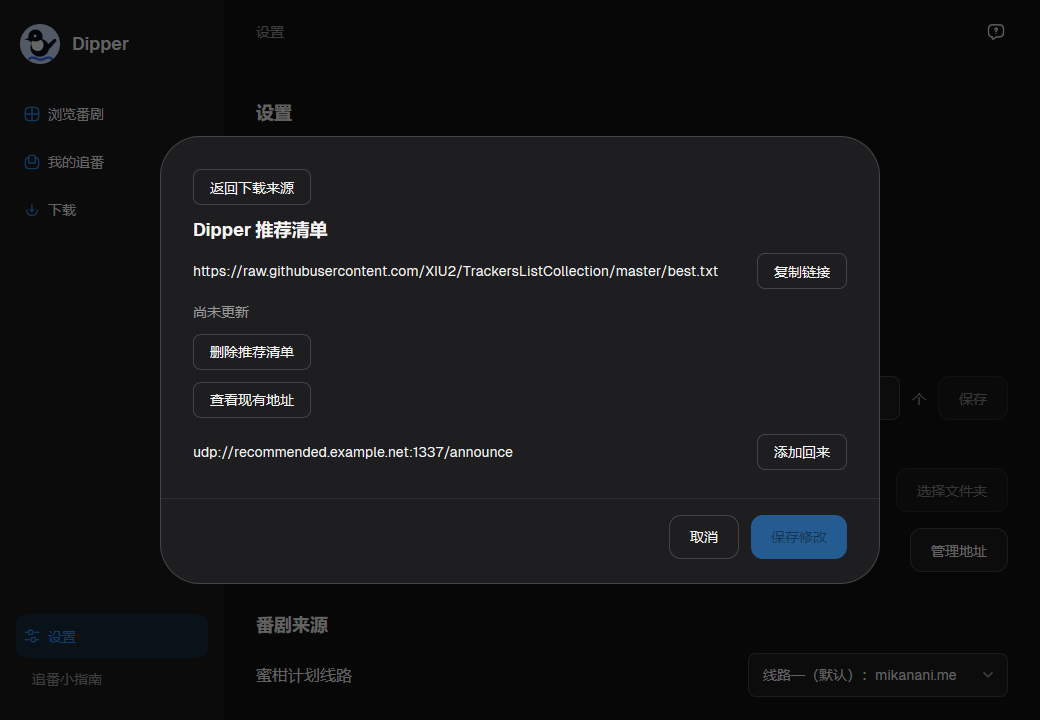 Dipper
设置
浏览番剧
设置
我的追番
下载
返回下载来源
Dipper 推荐清单
https://raw.githubusercontent.com/XIU2/TrackersListCollection/master/best.txt
复制链接
尚未更新
删除推荐清单
查看现有地址
个
保存
udp://recommended.example.net:1337/announce
添加回来
选择文件夹
取消
保存修改
管理地址
番剧来源
设置
蜜柑计划线路
线路一（默认）：mikanani.me
追番小指南